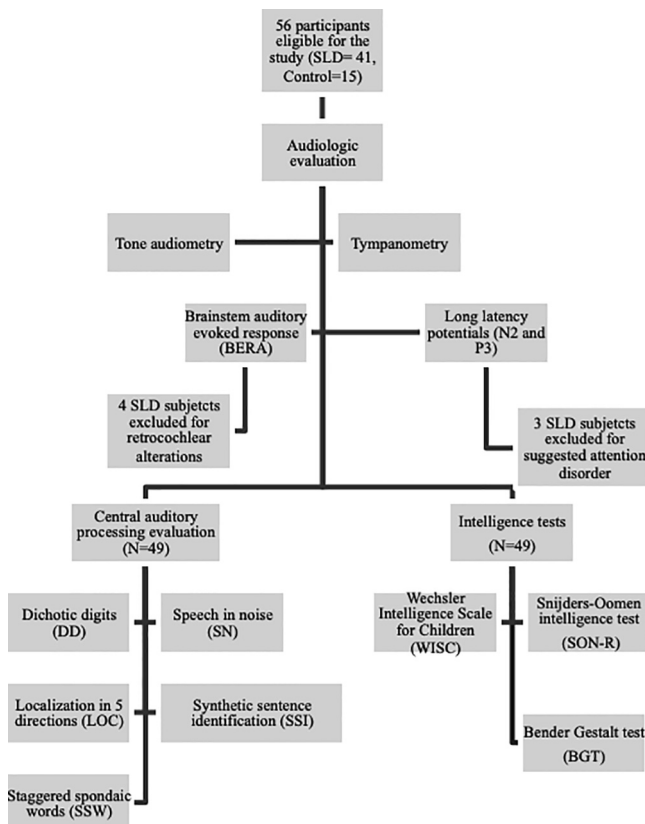 56 participants
eligible for the
study (SLD= 41,
Control=15)
Audiologic
evaluation
Tone audiometry
Tympanometry
Brainstem auditory
evoked response
(BERA)
Long latency
potentials (N2 and
P3)
4 SLD subjetcts
excluded for
retrocochlear
alterations
3 SLD subjetcts
excluded for
suggested attention
disorder
Central auditory
processing evaluation
(N=49)
Intelligence tests
(N=49)
Dichotic digits
(DD)
Speech in noise
(SN)
Wechsler
Intelligence Scale
for Children
(WISC)
Snijders-Oomen
intelligence test
(SON-R)
Localization in 5
directions (LOC)
Synthetic sentence
identification (SSI)
Bender Gestalt test
(BGT)
Staggered spondaic
words (SSW)